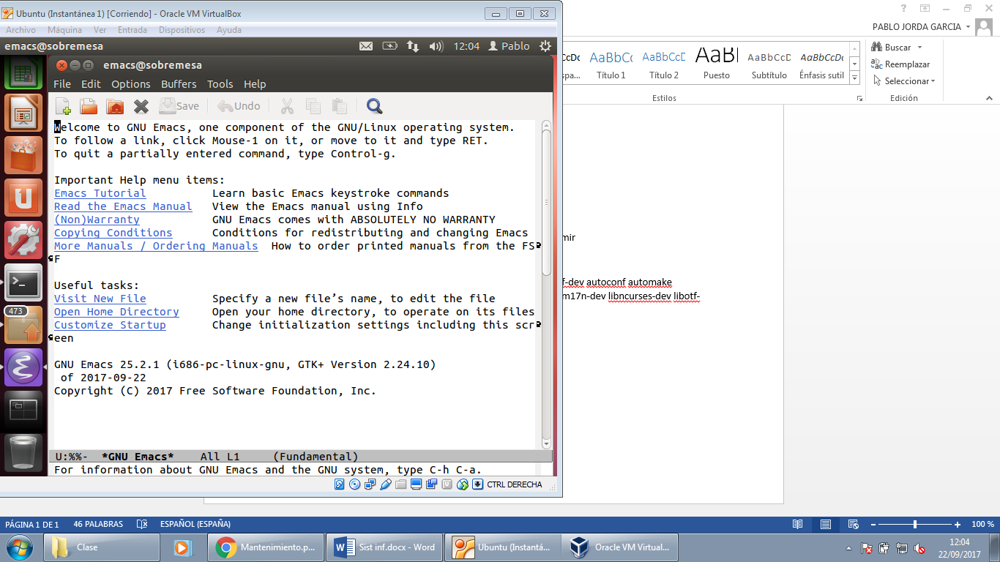 Ubuntu (Instantánea 1) [Corriendo] - Oracle VM VirtualBox
Archivo Máquina Ver Entrada Dispositivos Ayuda
emacs@sobremesa 12:04 Pablo
emacs@sobremesa
File Edit Options Buffers Tools Help
Save Undo
Welcome to GNU Emacs, one component of the GNU/Linux operating system.
To follow a link, click Mouse-1 on it, or move to it and type RET.
To quit a partially entered command, type Control-g.
Important Help menu items:
Emacs Tutorial Learn basic Emacs keystroke commands
Read the Emacs Manual View the Emacs manual using Info
(Non)Warranty GNU Emacs comes with ABSOLUTELY NO WARRANTY
Copying Conditions Conditions for redistributing and changing Emacs
More Manuals / Ordering Manuals How to order printed manuals from the FS
F
Useful tasks:
Visit New File Specify a new file’s name, to edit the file
Open Home Directory Open your home directory, to operate on its files
Customize Startup Change initialization settings including this scr
een
GNU Emacs 25.2.1 (i686-pc-linux-gnu, GTK+ Version 2.24.10)
of 2017-09-22
Copyright (C) 2017 Free Software Foundation, Inc.
U:%%- *GNU Emacs* All L1 (Fundamental)
For information about GNU Emacs and the GNU system, type C-h C-a.
473
CTRL DERECHA
PABLO JORDA GARCIA
AaBbCc AaBbCcD AaB AaBbCcD AaBbCcDc
spa... Título 1 Título 2 Puesto Subtítulo Énfasis sutil
Estilos
Buscar
Reemplazar
Seleccionar
Edición
mir
f-dev autoconf automake
m17n-dev libncurses-dev libotf-
PÁGINA 1 DE 1 46 PALABRAS ESPAÑOL (ESPAÑA) 100 %
Clase Mantenimiento.p... Sist inf.docx - Word Ubuntu (Instantá... Oracle VM Virtual...
12:04
22/09/2017